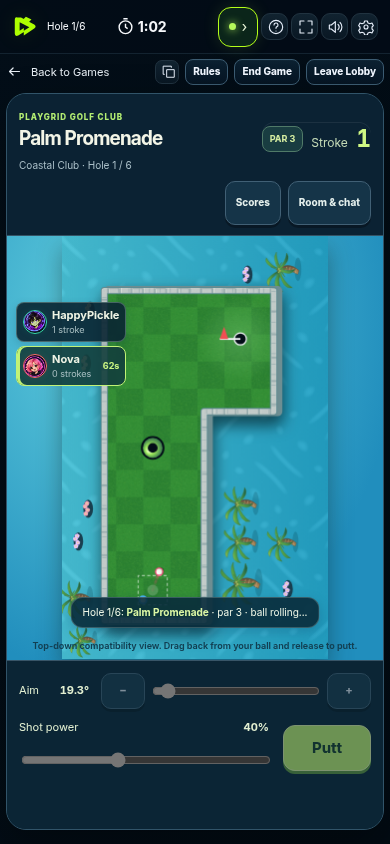 Hole 1/6
1:02
›
Back to Games
Rules
End Game
Leave Lobby
PLAYGRID GOLF CLUB
Palm Promenade
PAR 3
Stroke 1
Coastal Club · Hole 1 / 6
Scores
Room & chat
HappyPickle
1 stroke
Nova
0 strokes
62s
Hole 1/6: Palm Promenade · par 3 · ball rolling...
Top-down compatibility view. Drag back from your ball and release to putt.
Aim
19.3°
−
+
Shot power
40%
Putt